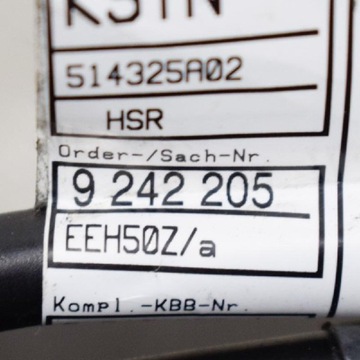 514325A02
HSR
Order-/Sach-Nr.
9 242 205
EEH50Z/a
Kompl.-KBB-Nr.